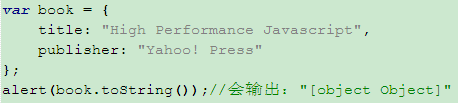 var book = {
    title: "High Performance Javascript",
    publisher: "Yahoo! Press"
};
alert(book.toString());//会输出："[object Object]"